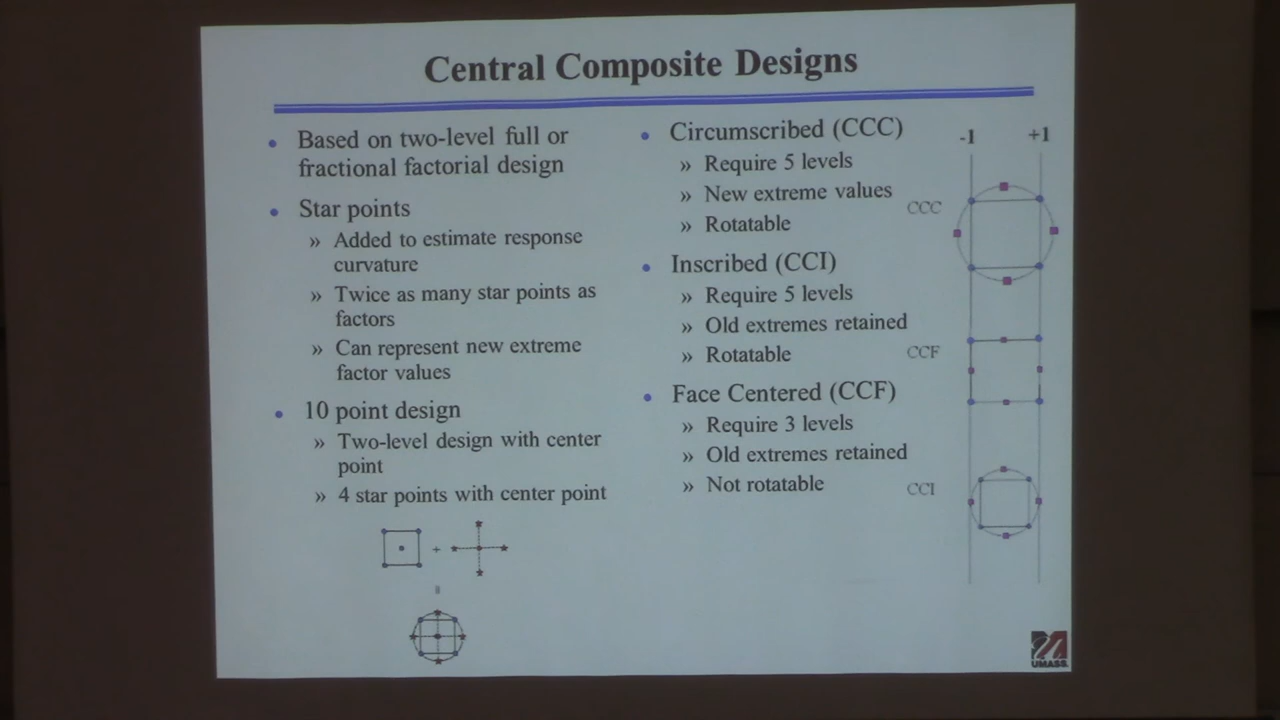 Central Composite Designs
• Based on two-level full or
fractional factorial design
• Star points
» Added to estimate response
curvature
» Twice as many star points as
factors
» Can represent new extreme
factor values
• 10 point design
» Two-level design with center
point
» 4 star points with center point
+
=
• Circumscribed (CCC)
» Require 5 levels
» New extreme values
» Rotatable
• Inscribed (CCI)
» Require 5 levels
» Old extremes retained
» Rotatable
• Face Centered (CCF)
» Require 3 levels
» Old extremes retained
» Not rotatable
-1 +1
CCC
CCF
CCI
UMASS